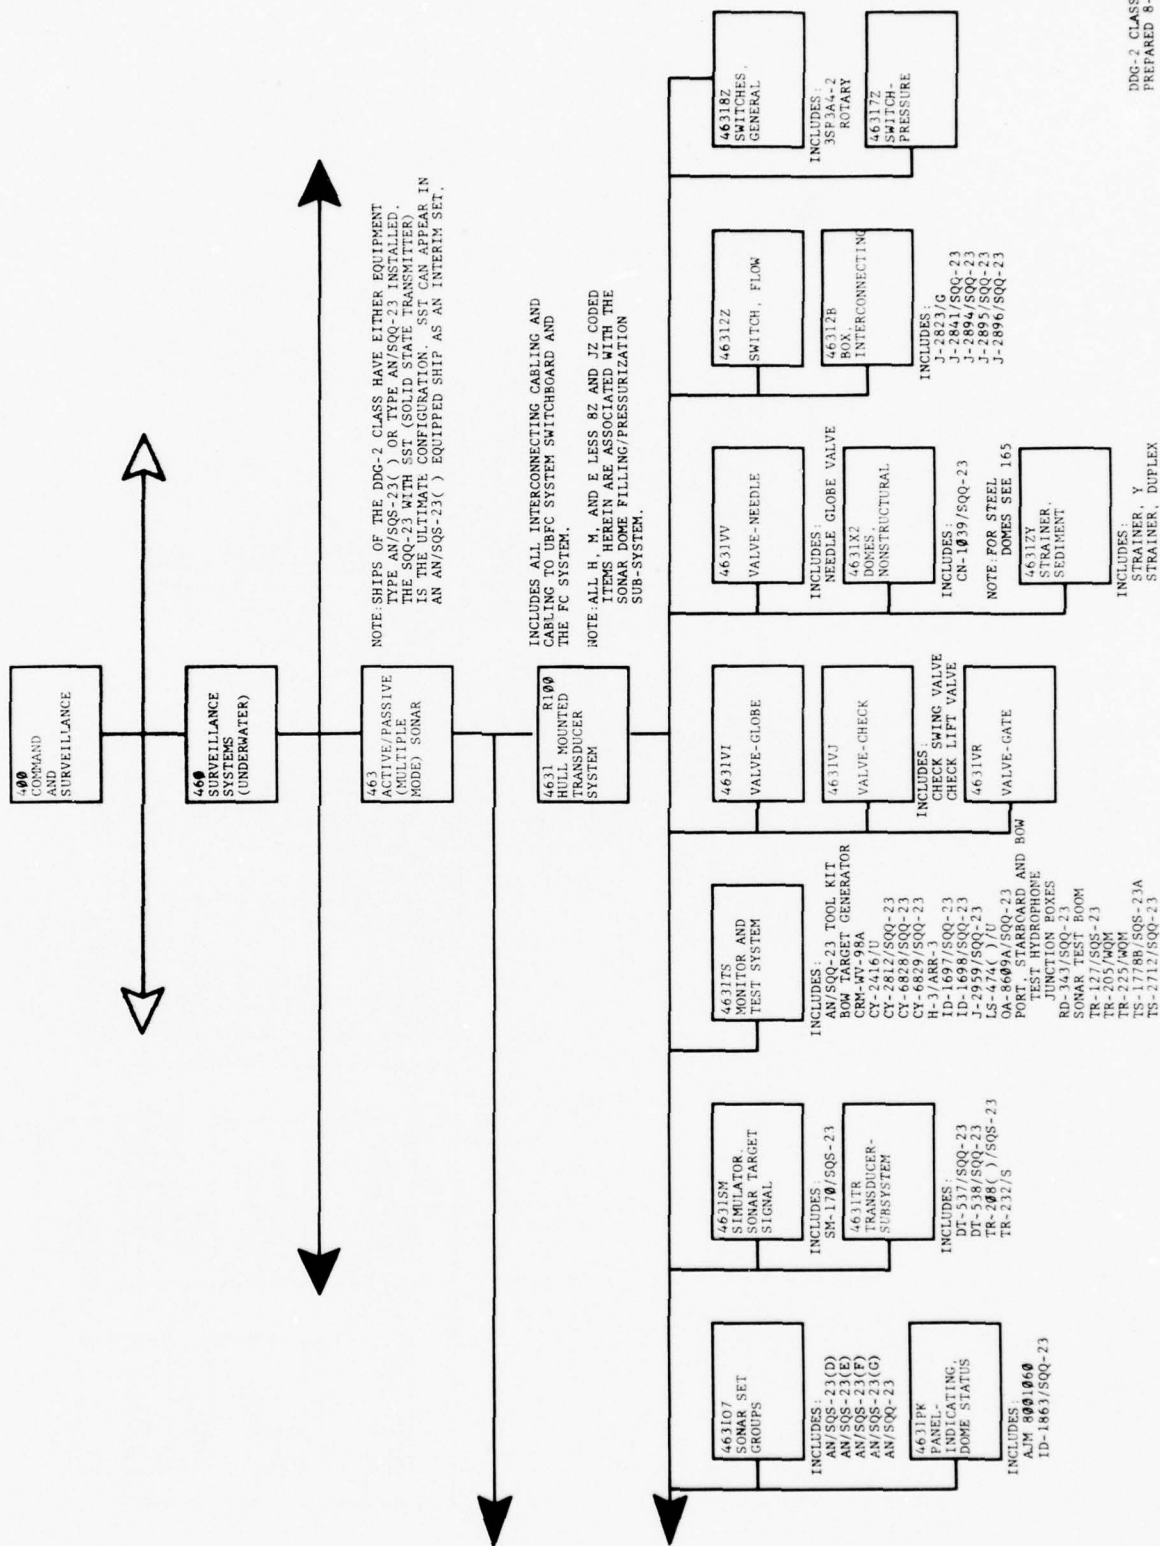 400
COMMAND
AND
SURVEILLANCE
460
SURVEILLANCE
SYSTEMS
(UNDERWATER)
463
ACTIVE/PASSIVE
(MULTIPLE
MODE) SONAR
NOTE:SHIPS OF THE DDG-2 CLASS HAVE EITHER EQUIPMENT
TYPE AN/SQS-23( ) OR TYPE AN/SQQ-23 INSTALLED.
THE SQQ-23 WITH SST (SOLID STATE TRANSMITTER)
IS THE ULTIMATE CONFIGURATION. SST CAN APPEAR IN
AN AN/SQS-23( ) EQUIPPED SHIP AS AN INTERIM SET.
4631 R100
HULL MOUNTED
TRANSDUCER
SYSTEM
INCLUDES ALL INTERCONNECTING CABLING AND
CABLING TO UBFC SYSTEM SWITCHBOARD AND
THE FC SYSTEM.
NOTE:ALL H, M, AND E LESS 8Z AND JZ CODED
ITEMS HEREIN ARE ASSOCIATED WITH THE
SONAR DOME FILLING/PRESSURIZATION
SUB-SYSTEM.
463107
SONAR SET
GROUPS
INCLUDES:
AN/SQS-23(D)
AN/SQS-23(E)
AN/SQS-23(F)
AN/SQS-23(G)
AN/SQQ-23
4631PK
PANEL-
INDICATING,
DOME STATUS
INCLUDES:
AJM 8001060
ID-1863/SQQ-23
4631SM
SIMULATOR.
SONAR TARGET
SIGNAL
INCLUDES:
SM-170/SQS-23
4631TR
TRANSDUCER-
SUBSYSTEM
INCLUDES:
DT-537/SQQ-23
DT-538/SQQ-23
TR-208( )/SQS-23
TR-232/S
4631TS
MONITOR AND
TEST SYSTEM
INCLUDES:
AN/SQQ-23 TOOL KIT
BOW TARGET GENERATOR
CRM-WV-98A
CY-2416/U
CY-2812/SQQ-23
CY-6828/SQQ-23
CY-6829/SQQ-23
H-3/ARR-3
ID-1697/SQQ-23
ID-1698/SQQ-23
J-2959/SQQ-23
LS-474( )/U
OA-8609A/SQQ-23
PORT, STARBOARD AND BOW
TEST HYDROPHONE
JUNCTION BOXES
RD-343/SQQ-23
SONAR TEST BOOM
TR-127/SQS-23
TR-205/WQM
TR-225/WQM
TS-1778B/SQS-23A
TS-2712/SQQ-23
4631VI
VALVE-GLOBE
4631VJ
VALVE-CHECK
INCLUDES:
CHECK SWING VALVE
CHECK LIFT VALVE
4631VR
VALVE-GATE
4631VV
VALVE-NEEDLE
INCLUDES:
NEEDLE GLOBE VALVE
4631X2
DOMES,
NONSTRUCTURAL
INCLUDES:
CN-1039/SQQ-23
NOTE:FOR STEEL
DOMES SEE 165
4631ZY
STRAINER.
SEDIMENT
INCLUDES:
STRAINER, Y
STRAINER, DUPLEX
46312Z
SWITCH, FLOW
46312B
BOX,
INTERCONNECTING
INCLUDES:
J-2823/G
J-2841/SQQ-23
J-2894/SQQ-23
J-2895/SQQ-23
J-2896/SQQ-23
46318Z
SWITCHES,
GENERAL
INCLUDES:
3SP3A4-2
ROTARY
46317Z
SWITCH-
PRESSURE
DDG-2 CLASS
PREPARED 8-